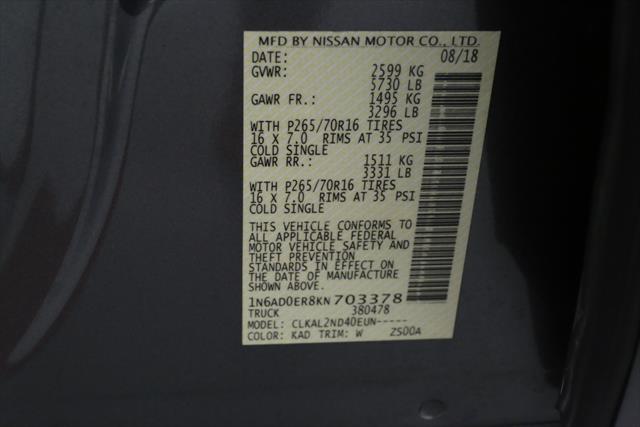 MFD BY NISSAN MOTOR CO., LTD.
DATE: 08/18
GVWR: 2599 KG
5730 LB
GAWR FR.: 1495 KG
3296 LB
WITH P265/70R16 TIRES
16 X 7.0 RIMS AT 35 PSI
COLD SINGLE
GAWR RR.: 1511 KG
3331 LB
WITH P265/70R16 TIRES
16 X 7.0 RIMS AT 35 PSI
COLD SINGLE
THIS VEHICLE CONFORMS TO
ALL APPLICABLE FEDERAL
MOTOR VEHICLE SAFETY AND
THEFT PREVENTION
STANDARDS IN EFFECT ON
THE DATE OF MANUFACTURE
SHOWN ABOVE.
1N6AD0ER8KN703378
TRUCK 380478
MODEL: CLKAL2ND40EUN-----
COLOR: KAD TRIM: W 2S00A